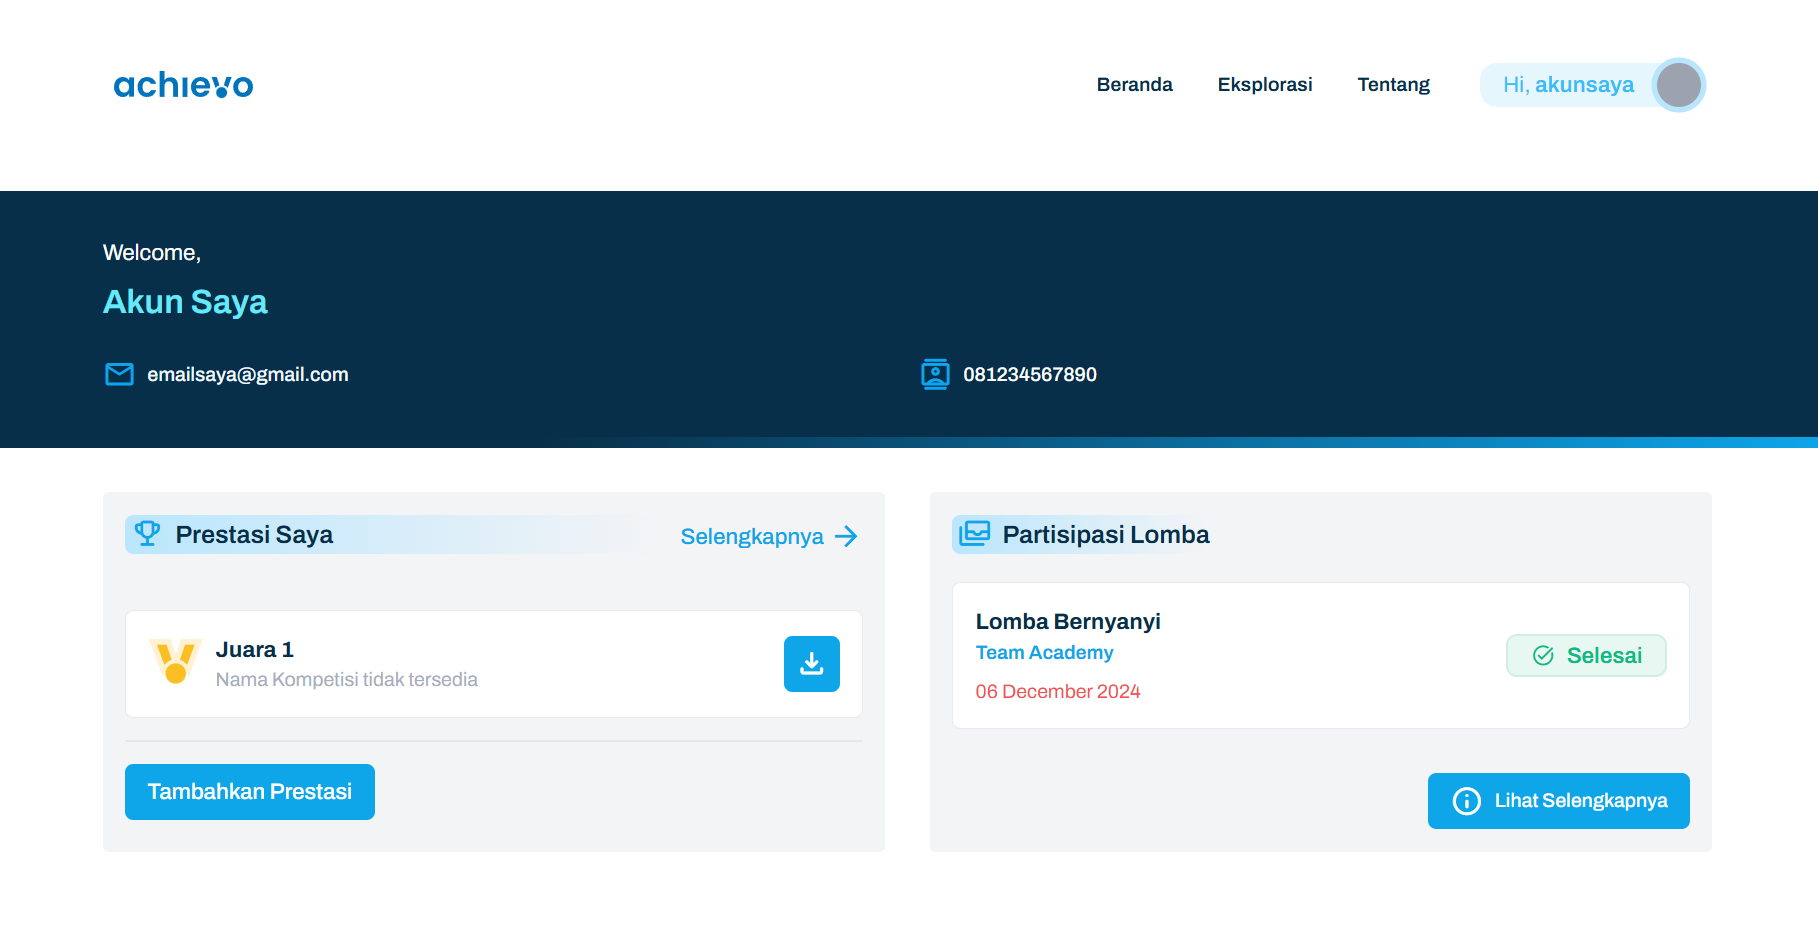 achievo
Beranda
Eksplorasi
Tentang
Hi, akunsaya
Welcome,
Akun Saya
emailsaya@gmail.com
081234567890
Prestasi Saya
Selengkapnya
Juara 1
Nama Kompetisi tidak tersedia
Tambahkan Prestasi
Partisipasi Lomba
Lomba Bernyanyi
Team Academy
06 December 2024
Selesai
Lihat Selengkapnya